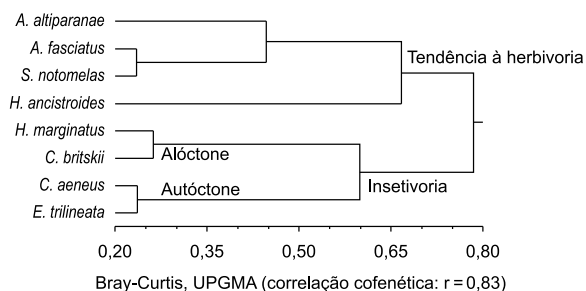 A. altiparanae
A. fasciatus
Tendência à herbivoria
S. notomelas
H. ancistroides
H. marginatus
Alóctone
C. britskii
C. aeneus
Autóctone
Insetivoria
E. trilineata
0,20 0,35 0,50 0,65 0,80
Bray-Curtis, UPGMA (correlação cofenética: r = 0,83)